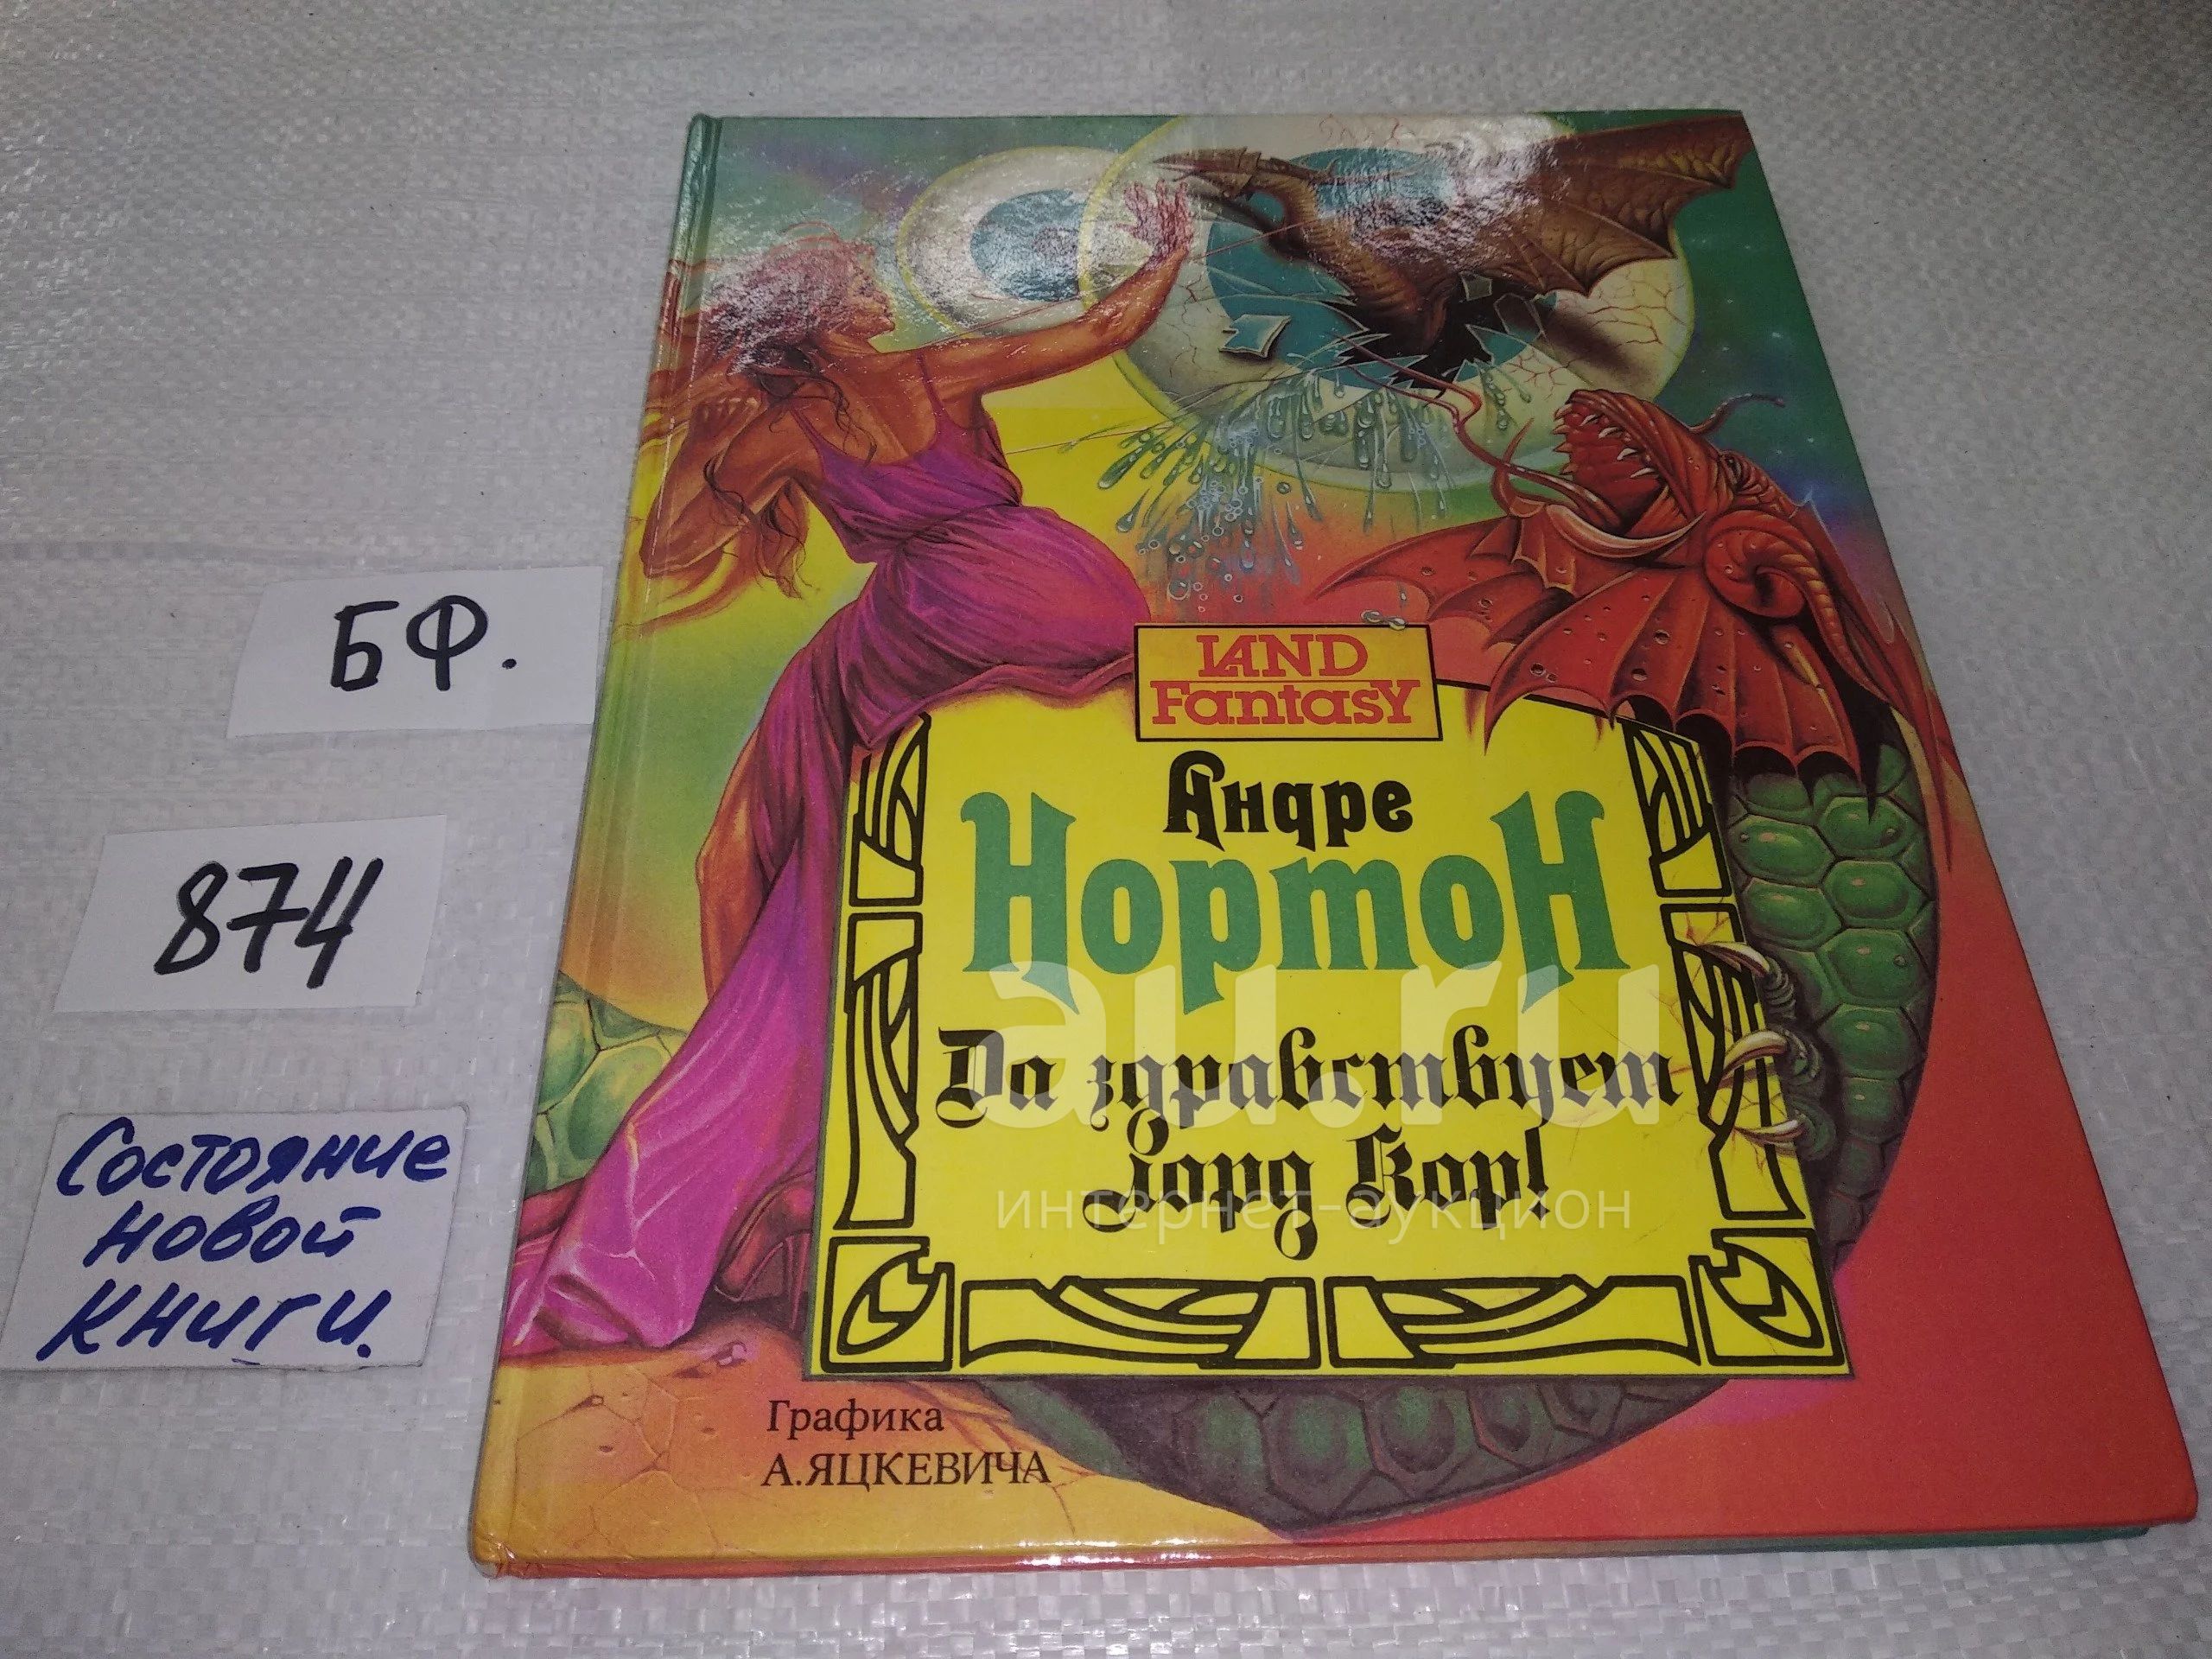 БФ.
874
Состояние
новой
книги.
LAND
Fantasy
Андре
Нортон
Да здравствует
Лорд Кор!
Графика
А.ЯЦКЕВИЧА
au.ru
интернет-аукцион